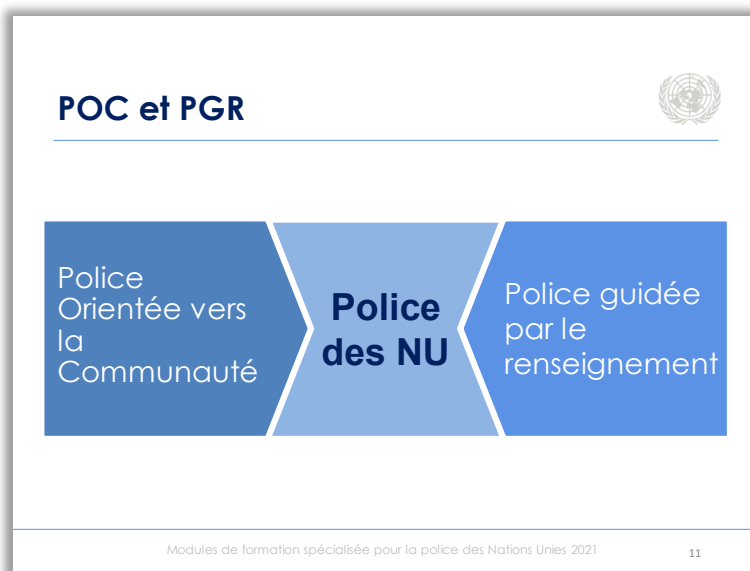 POC et PGR
Police
Orientée vers
la
Communauté
Police
des NU
Police guidée
par le
renseignement
Modules de formation spécialisée pour la police des Nations Unies 2021
11